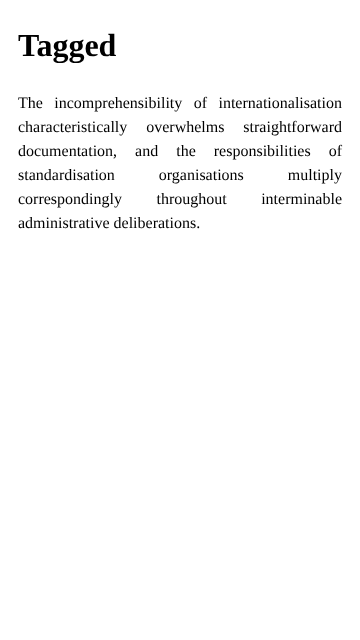 Tagged
The incomprehensibility of internationalisation
characteristically overwhelms straightforward
documentation, and the responsibilities of
standardisation organisations multiply
correspondingly throughout interminable
administrative deliberations.